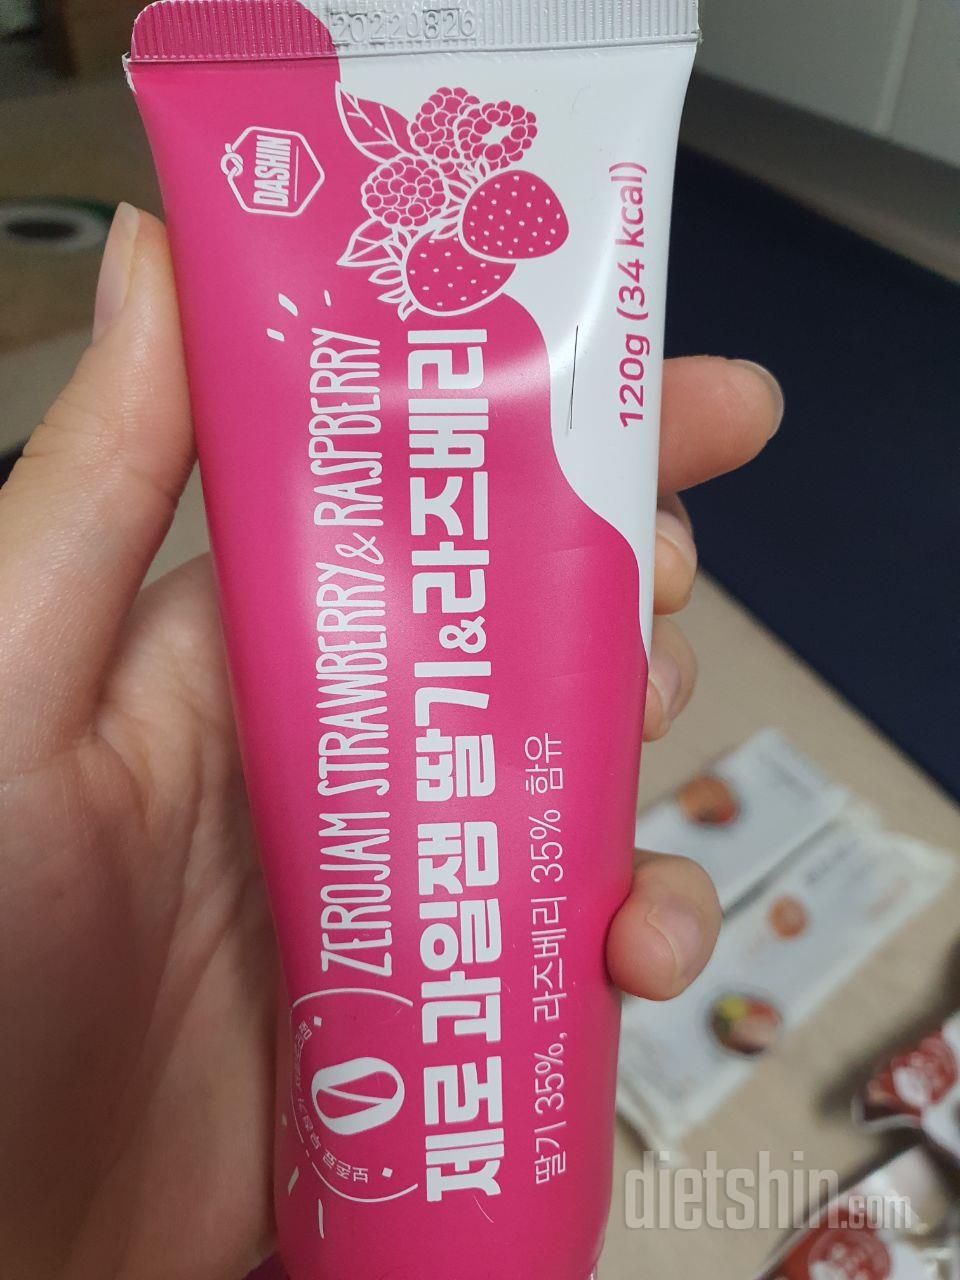 20220826
DASHIN
120g (34 kcal)
ZEROJAM STRAWBERRY & RASPBERRY
제로 과일잼 딸기&라즈베리
딸기 35%, 라즈베리 35% 함유
0
dietshin.com